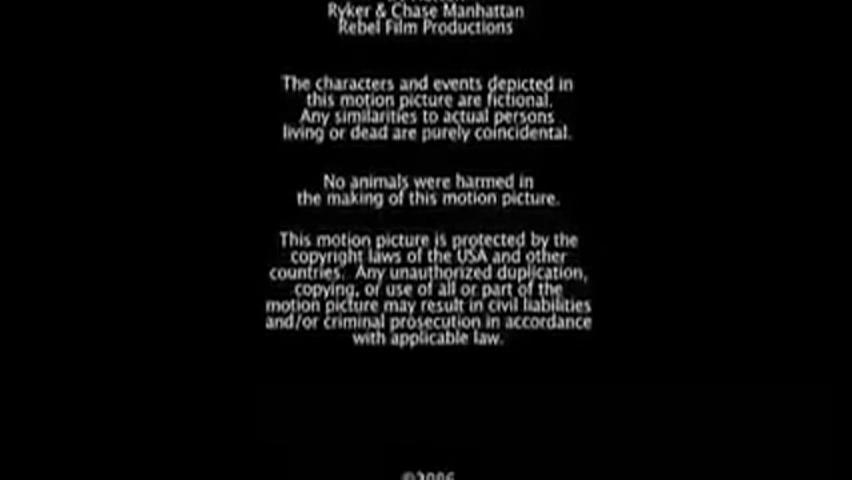 Ryker & Chase Manhattan
Rebel Film Productions
The characters and events depicted in
this motion picture are fictional.
Any similarities to actual persons
living or dead are purely coincidental.
No animals were harmed in
the making of this motion picture.
This motion picture is protected by the
copyright laws of the USA and other
countries. Any unauthorized duplication,
copying, or use of all or part of the
motion picture may result in civil liabilities
and/or criminal prosecution in accordance
with applicable law.